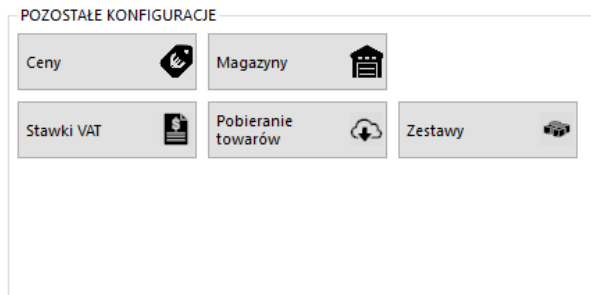 POZOSTAŁE KONFIGURACJE
Ceny
Magazyny
Stawki VAT
Pobieranie
towarów
Zestawy